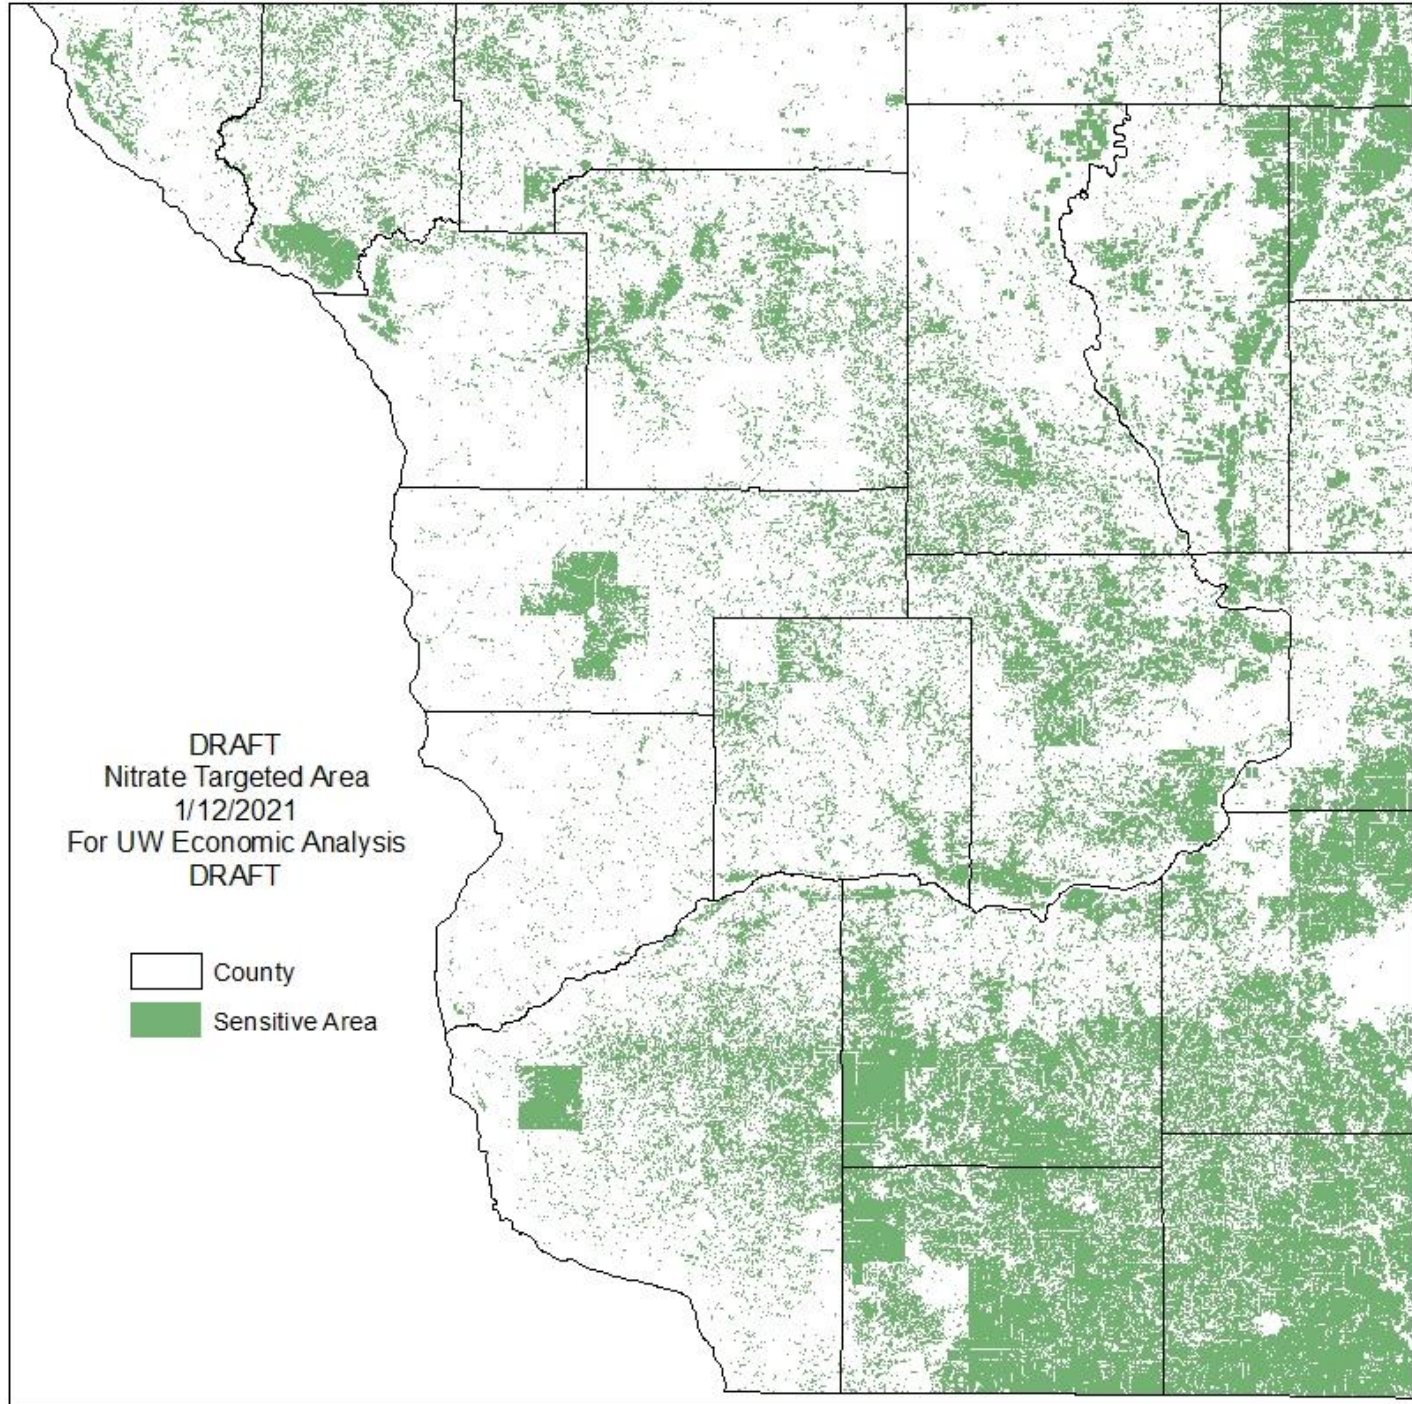 DRAFT
Nitrate Targeted Area
1/12/2021
For UW Economic Analysis
DRAFT
County
Sensitive Area